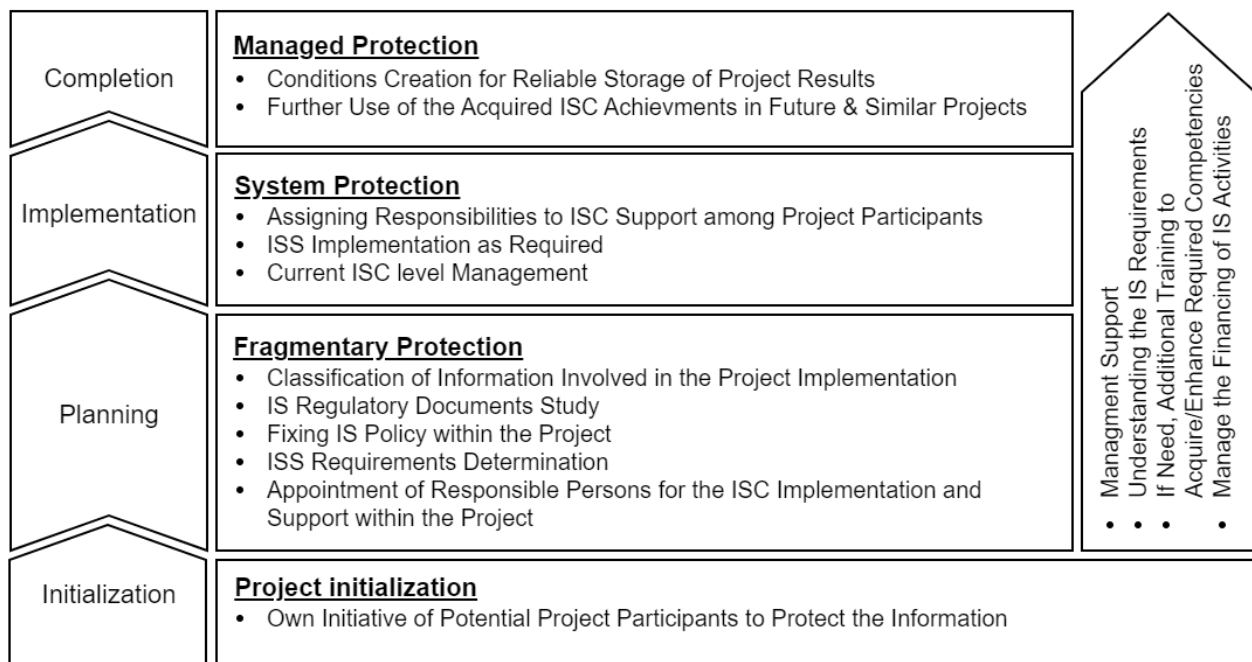 Completion
Managed Protection
• Conditions Creation for Reliable Storage of Project Results
• Further Use of the Acquired ISC Achievments in Future & Similar Projects
Implementation
System Protection
• Assigning Responsibilities to ISC Support among Project Participants
• ISS Implementation as Required
• Current ISC level Management
Planning
Fragmentary Protection
• Classification of Information Involved in the Project Implementation
• IS Regulatory Documents Study
• Fixing IS Policy within the Project
• ISS Requirements Determination
• Appointment of Responsible Persons for the ISC Implementation and
Support within the Project
Initialization
Project initialization
• Own Initiative of Potential Project Participants to Protect the Information
• Managment Support
• Understanding the IS Requirements
• If Need, Additional Training to
Acquire/Enhance Required Competencies
• Manage the Financing of IS Activities